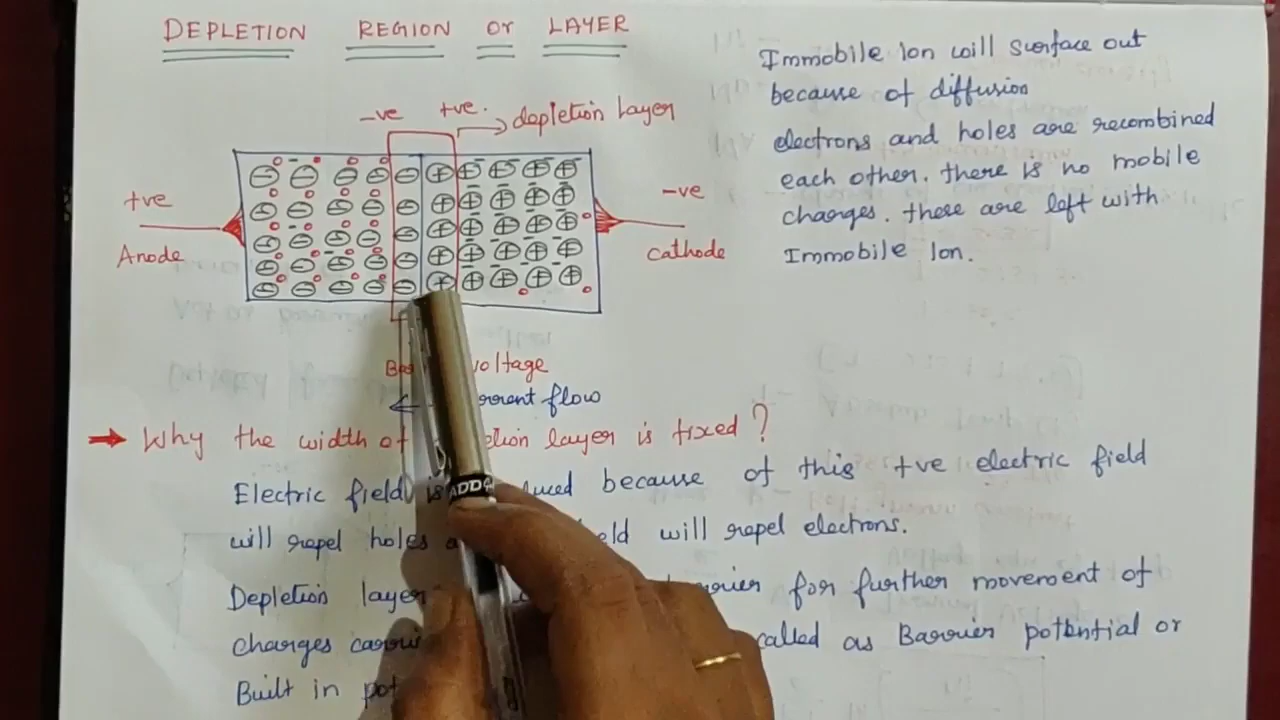 DEPLETION REGION or LAYER
Immobile Ion will surface out
because of diffusion
electrons and holes are recombined
each other. there is no mobile
charges. these are left with
Immobile Ion.
-ve +ve.
depletion layer
+ve
Anode
-ve
cathode
voltage
flow
Why the width of layer is fixed?
Electric field because of this +ve electric field
will repel holes will repel electrons.
Depletion layer for further movement of
charges called as Barrier potential or
Built in
ADD